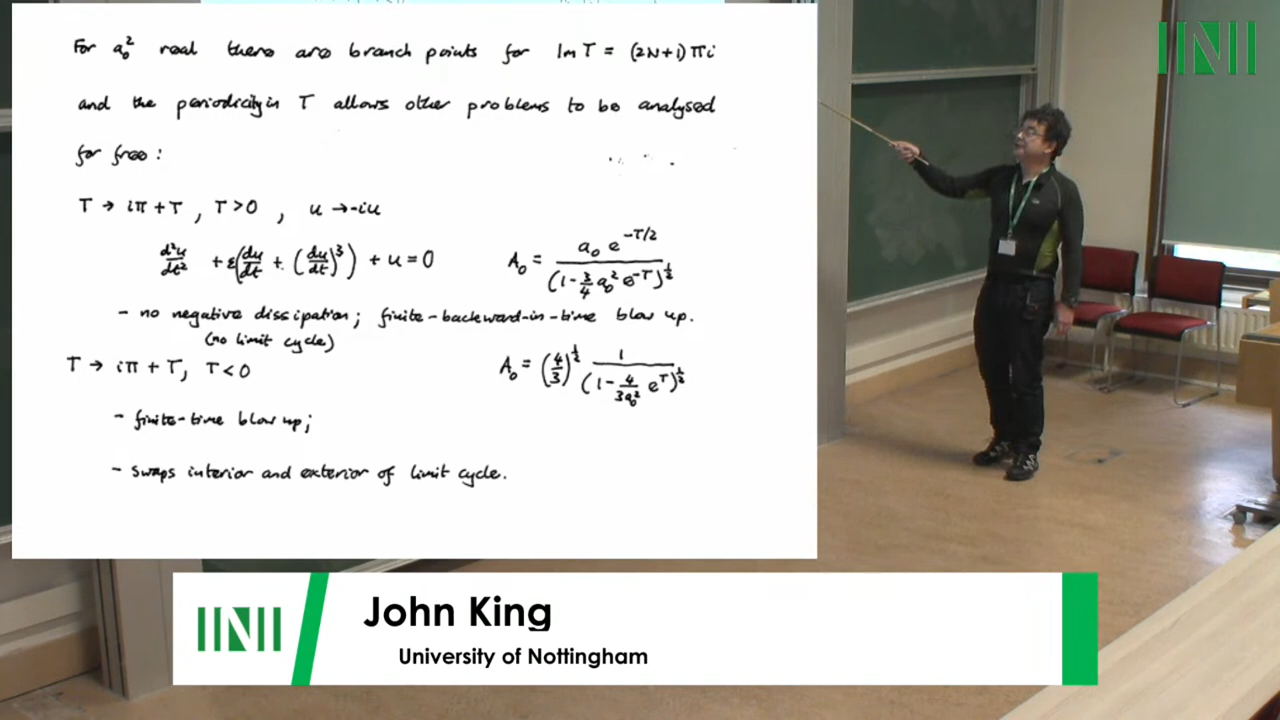 For a₀² real there are branch points for Im T = (2N+1)πi
and the periodicity in T allows other problems to be analysed
for free:
T → iπ + T, T>0, u → -iu
d²u/dt² + ε(du/dt + (du/dt)³) + u = 0    A₀ = a₀ e^{-T/2} / (1 - 3/4 a₀² e^{-T})^{1/2}
- no negative dissipation; finite-backward-in-time blow up.
(no limit cycle)
T → iπ + T, T<0    A₀ = (4/3)^{1/2} 1 / (1 - 4/(3a₀²) e^{T})^{1/2}
- finite-time blow up;
- swaps interior and exterior of limit cycle.
INI
INI
John King
University of Nottingham